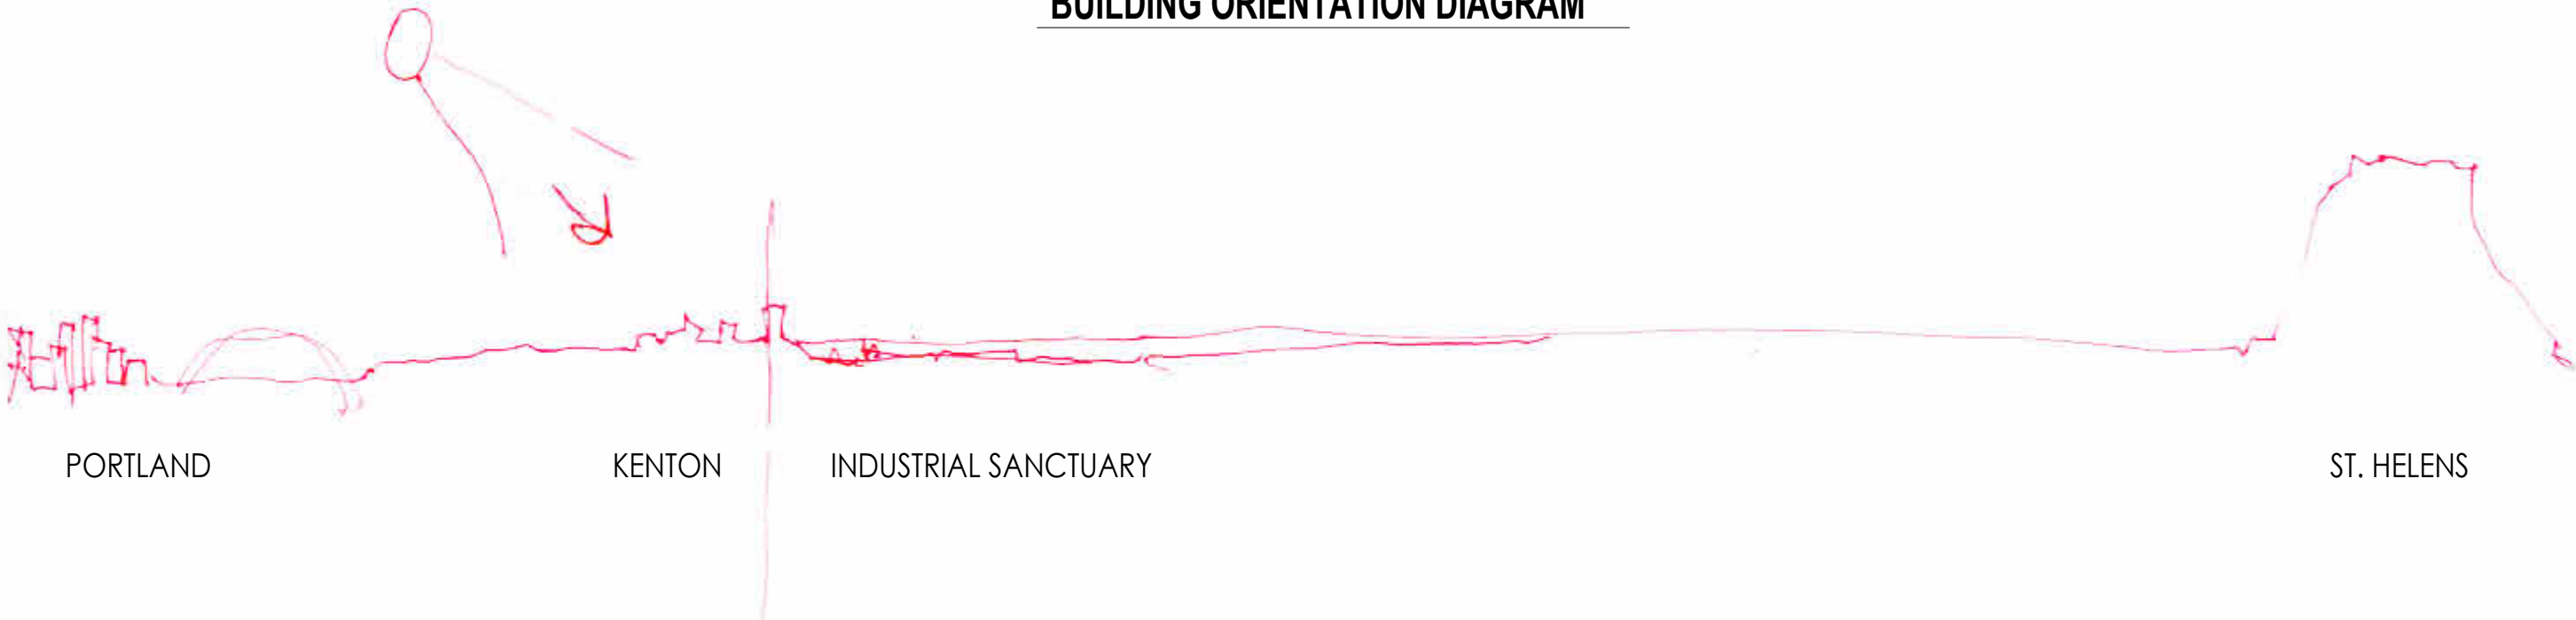 BUILDING ORIENTATION DIAGRAM
PORTLAND
KENTON
INDUSTRIAL SANCTUARY
ST. HELENS